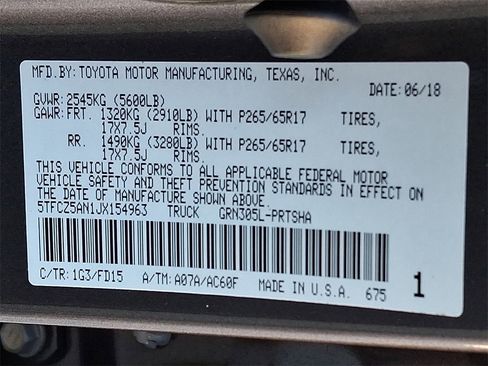 MFD.BY: TOYOTA MOTOR MANUFACTURING, TEXAS, INC.
DATE: 06/18
GVWR: 2545KG (5600LB)
GAWR: FRT. 1320KG (2910LB) WITH P265/65R17 TIRES,
17X7.5J RIMS.
RR. 1490KG (3280LB) WITH P265/65R17 TIRES,
17X7.5J RIMS.
THIS VEHICLE CONFORMS TO ALL APPLICABLE FEDERAL MOTOR
VEHICLE SAFETY AND THEFT PREVENTION STANDARDS IN EFFECT ON
THE DATE OF MANUFACTURE SHOWN ABOVE.
5TFCZ5AN1JX154963 TRUCK GRN305L-PRTSHA
C/TR: 1G3/FD15 A/TM: A07A/AC60F MADE IN U.S.A. 675 1